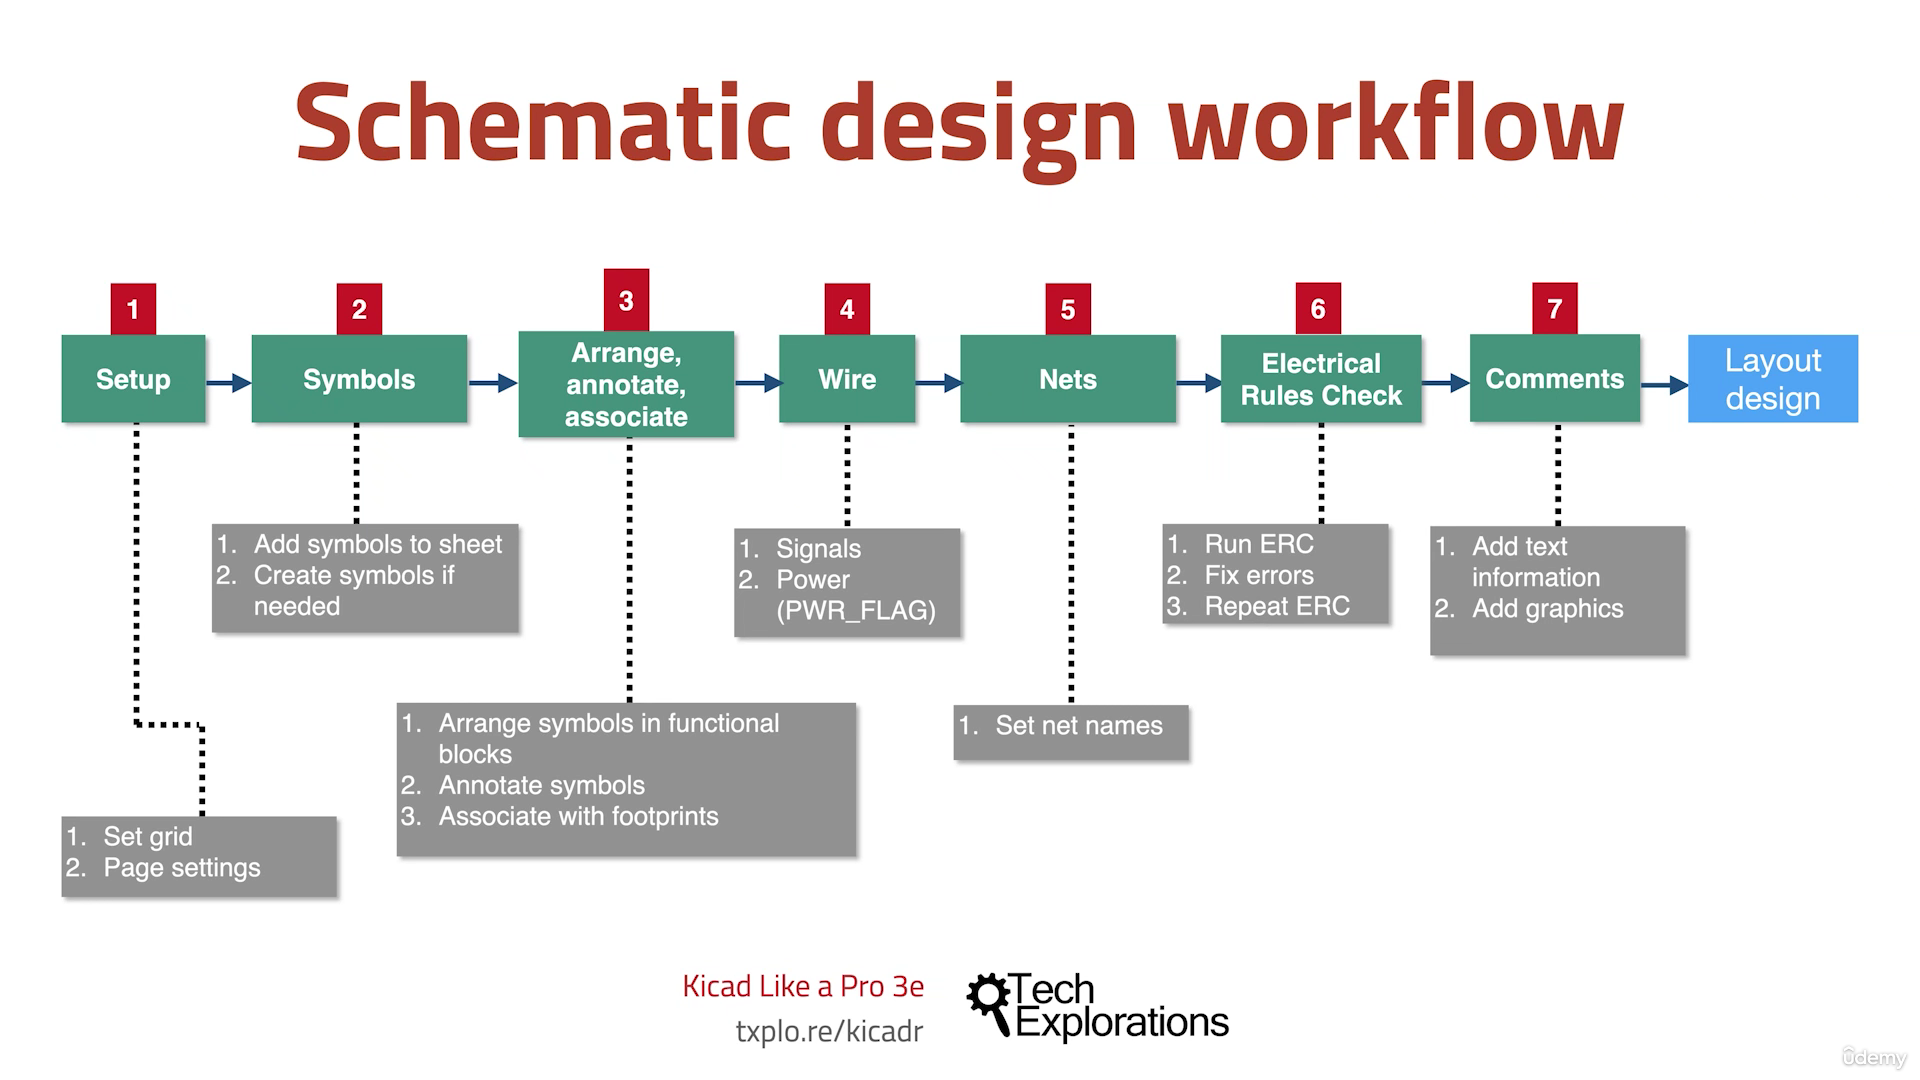 Schematic design workflow
1
2
3
4
5
6
7
Setup
Symbols
Arrange,
annotate,
associate
Wire
Nets
Electrical
Rules Check
Comments
Layout
design
1. Add symbols to sheet
2. Create symbols if
needed
1. Signals
2. Power
(PWR_FLAG)
1. Run ERC
2. Fix errors
3. Repeat ERC
1. Add text
information
2. Add graphics
1. Arrange symbols in functional
blocks
2. Annotate symbols
3. Associate with footprints
1. Set net names
1. Set grid
2. Page settings
Kicad Like a Pro 3e
txplo.re/kicadr
Tech
Explorations
ûdemy